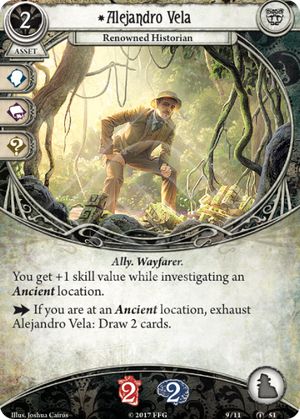 2
Alejandro Vela
Renowned Historian
ASSET
?
Ally. Wayfarer.
You get +1 skill value while investigating an
Ancient location.
If you are at an Ancient location, exhaust
Alejandro Vela: Draw 2 cards.
2 2
Illus. Joshua Cairós
© 2017 FFG
9/11
51